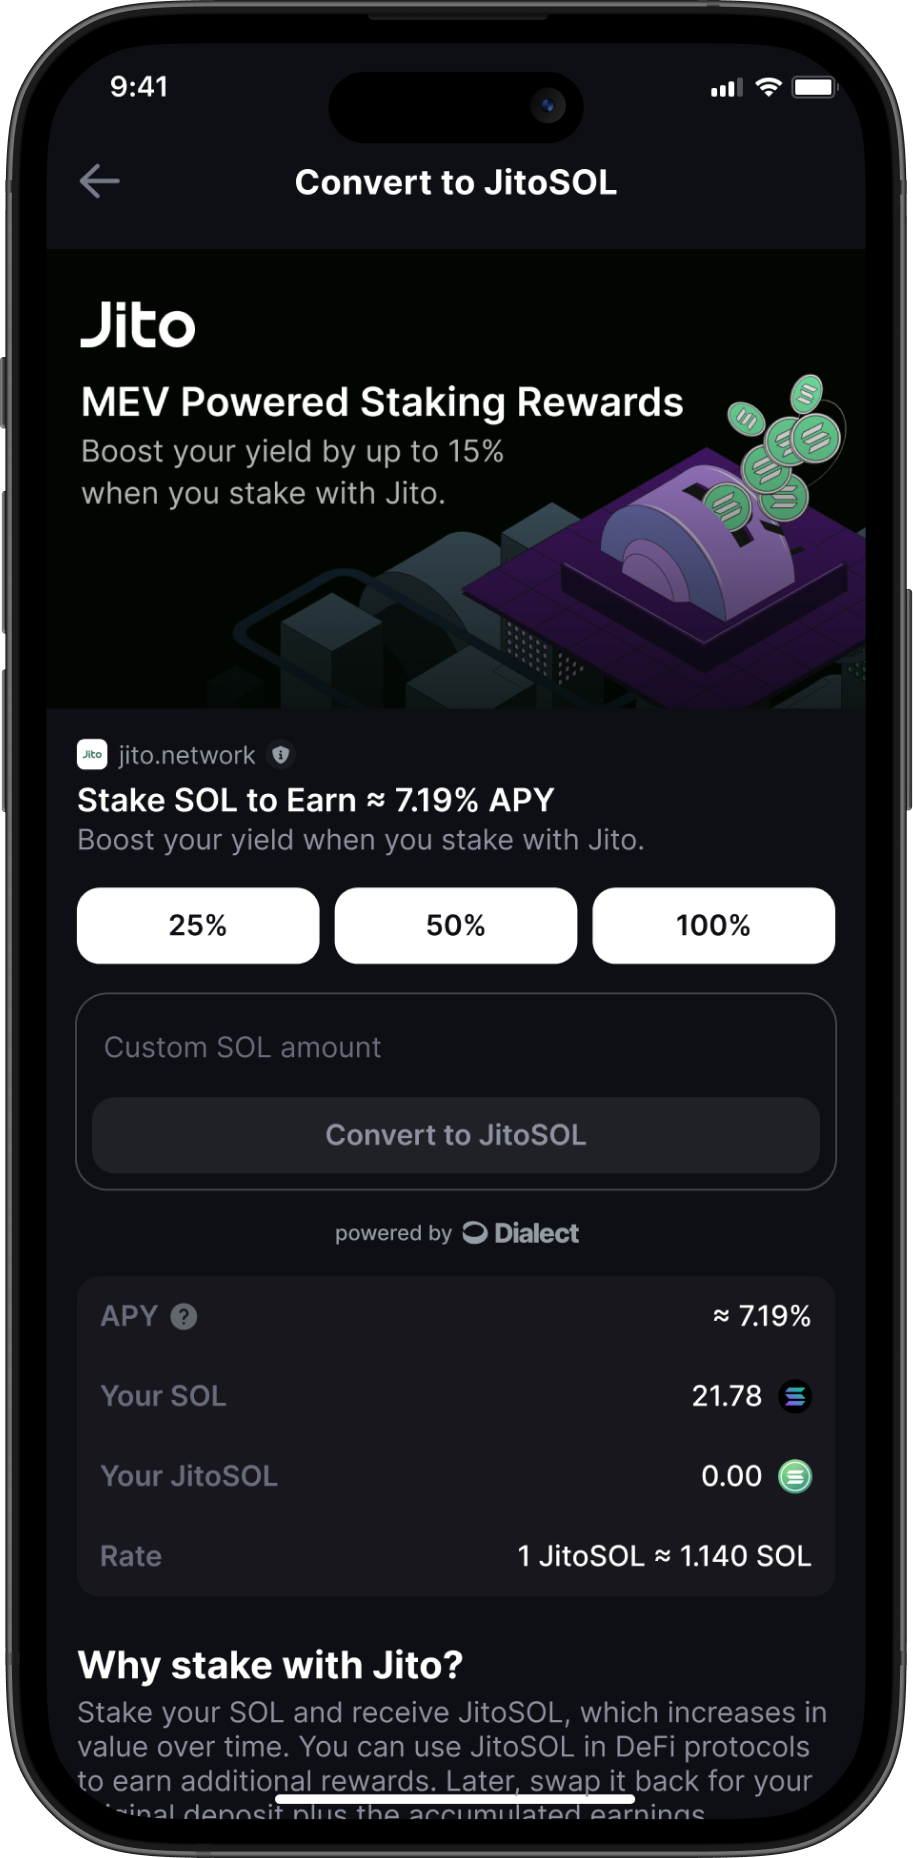 9:41
Convert to JitoSOL
Jito
MEV Powered Staking Rewards
Boost your yield by up to 15%
when you stake with Jito.
Jito jito.network
Stake SOL to Earn ≈ 7.19% APY
Boost your yield when you stake with Jito.
25% 50% 100%
Custom SOL amount
Convert to JitoSOL
powered by Dialect
APY ? ≈ 7.19%
Your SOL 21.78
Your JitoSOL 0.00
Rate 1 JitoSOL ≈ 1.140 SOL
Why stake with Jito?
Stake your SOL and receive JitoSOL, which increases in
value over time. You can use JitoSOL in DeFi protocols
to earn additional rewards. Later, swap it back for your
original deposit plus the accumulated earnings.